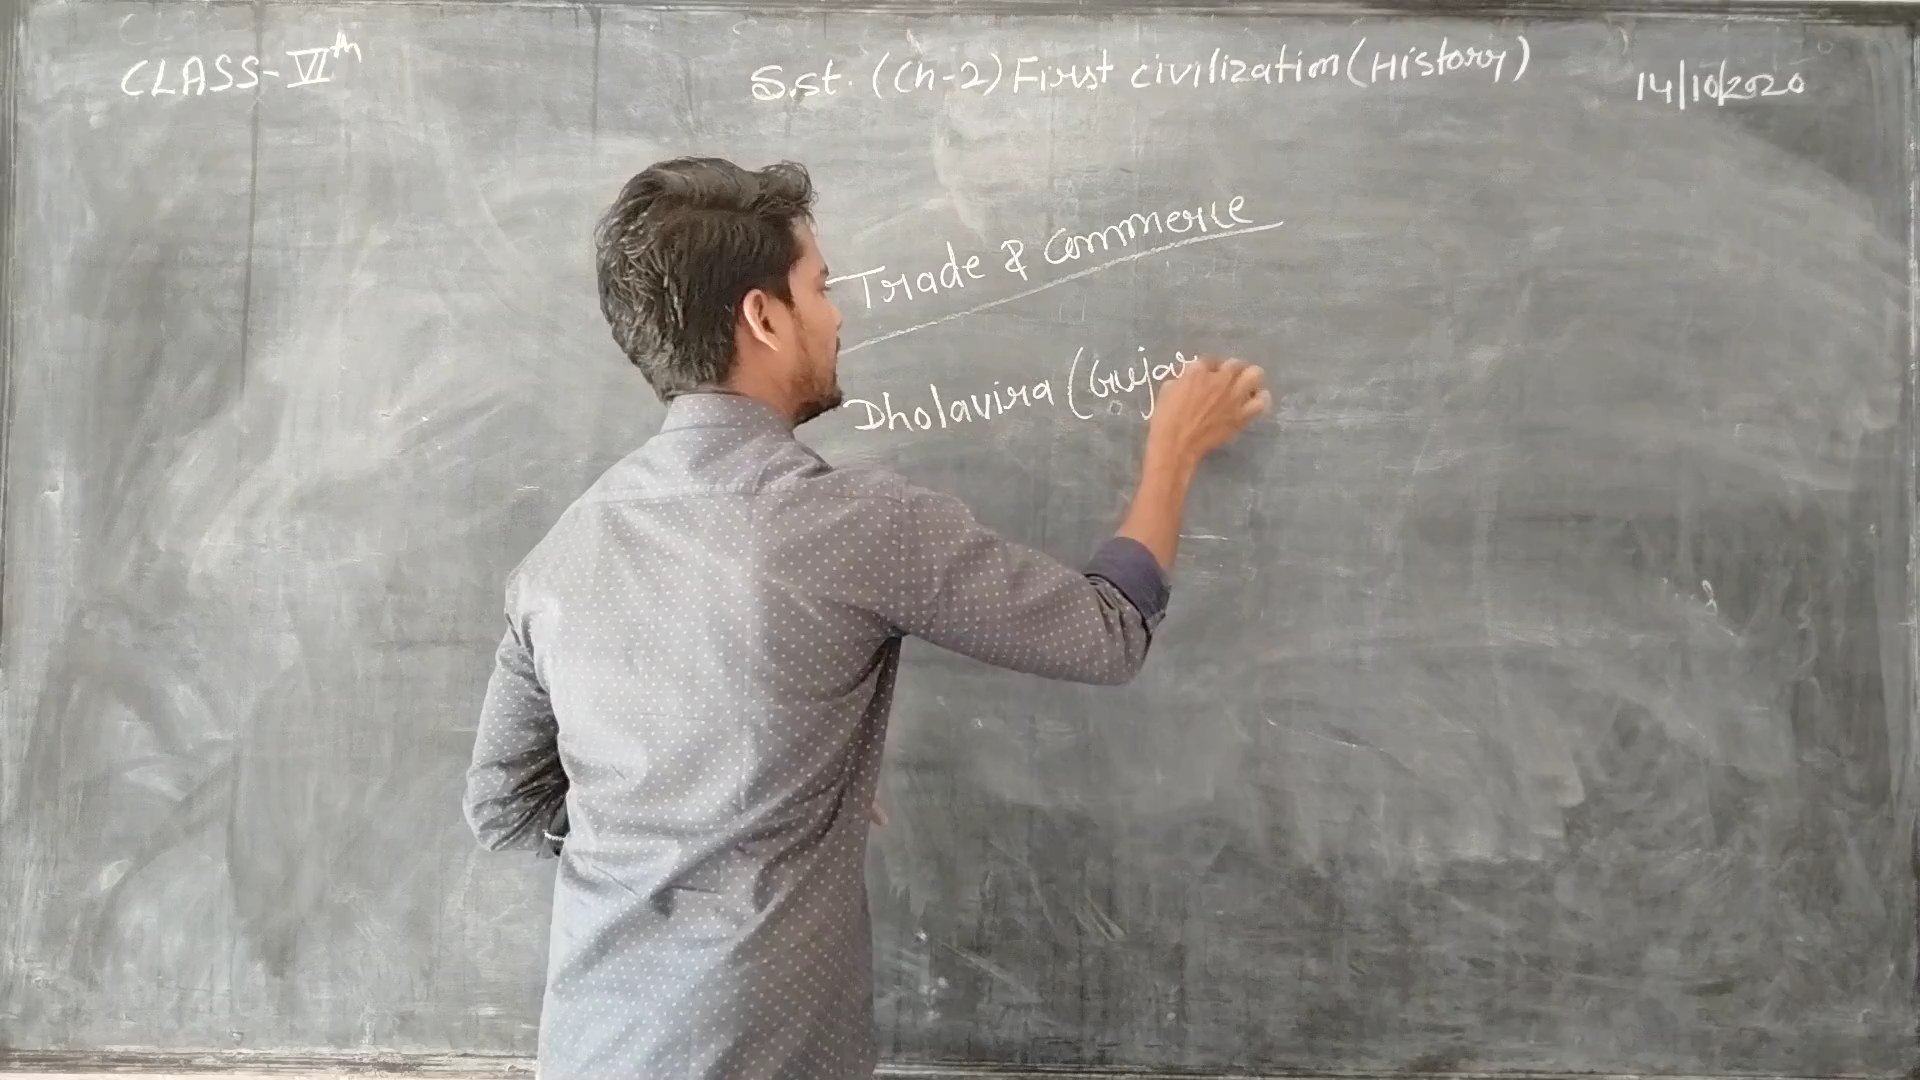 CLASS-VIth
S.st. (Ch-2) First civilization (History)
14/10/2020
Trade & Commerce
Dholavira (Gujar